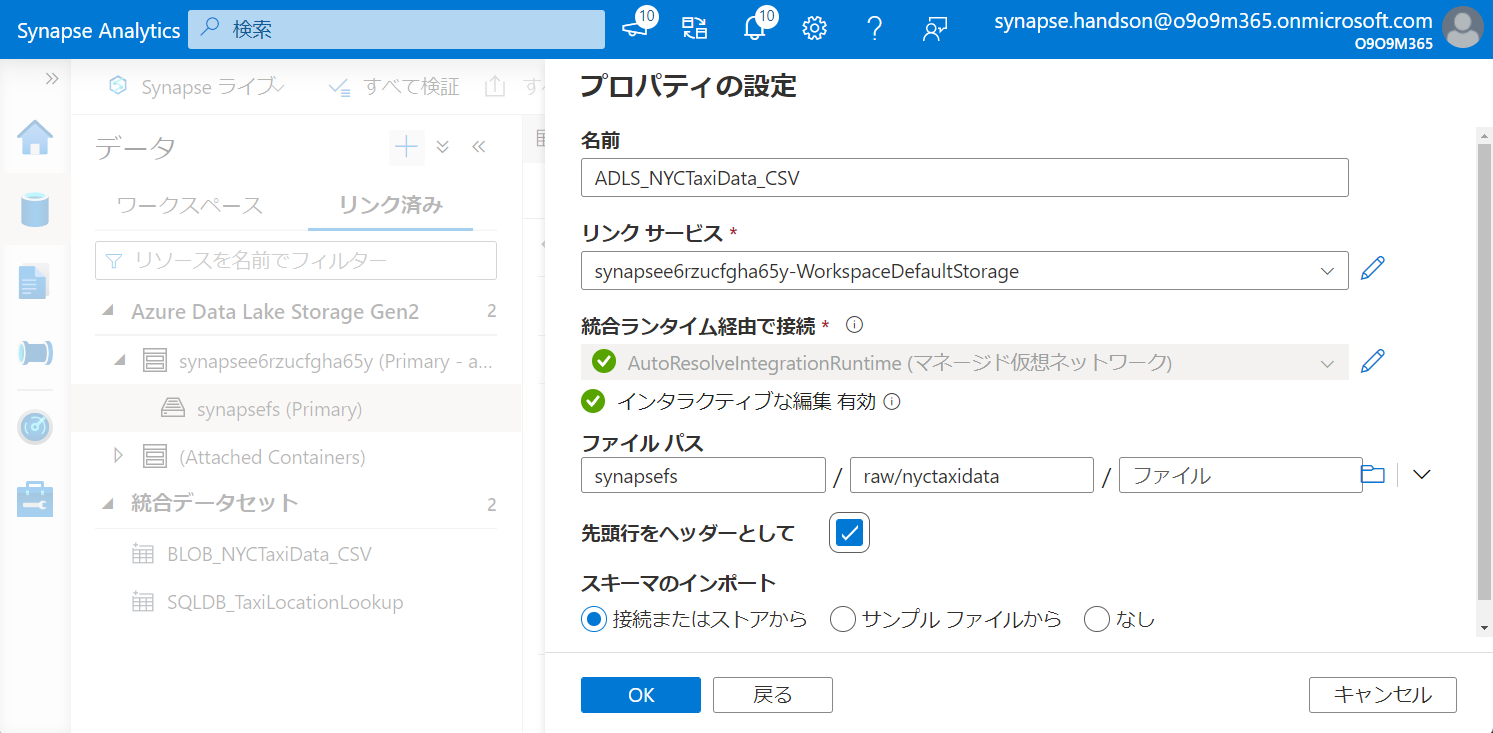 Synapse Analytics
検索
10
10
synapse.handson@o9o9m365.onmicrosoft.com
O9O9M365
Synapse ライブ
すべて検証
データ
ワークスペース
リンク済み
リソースを名前でフィルター
Azure Data Lake Storage Gen2 2
synapsee6rzucfgha65y (Primary - a...
synapsefs (Primary)
(Attached Containers)
統合データセット 2
BLOB_NYCTaxiData_CSV
SQLDB_TaxiLocationLookup
プロパティの設定
名前
ADLS_NYCTaxiData_CSV
リンク サービス *
synapsee6rzucfgha65y-WorkspaceDefaultStorage
統合ランタイム経由で接続 *
AutoResolveIntegrationRuntime (マネージド仮想ネットワーク)
インタラクティブな編集 有効
ファイル パス
synapsefs / raw/nyctaxidata / ファイル
先頭行をヘッダーとして
スキーマのインポート
接続またはストアから サンプル ファイルから なし
OK 戻る キャンセル